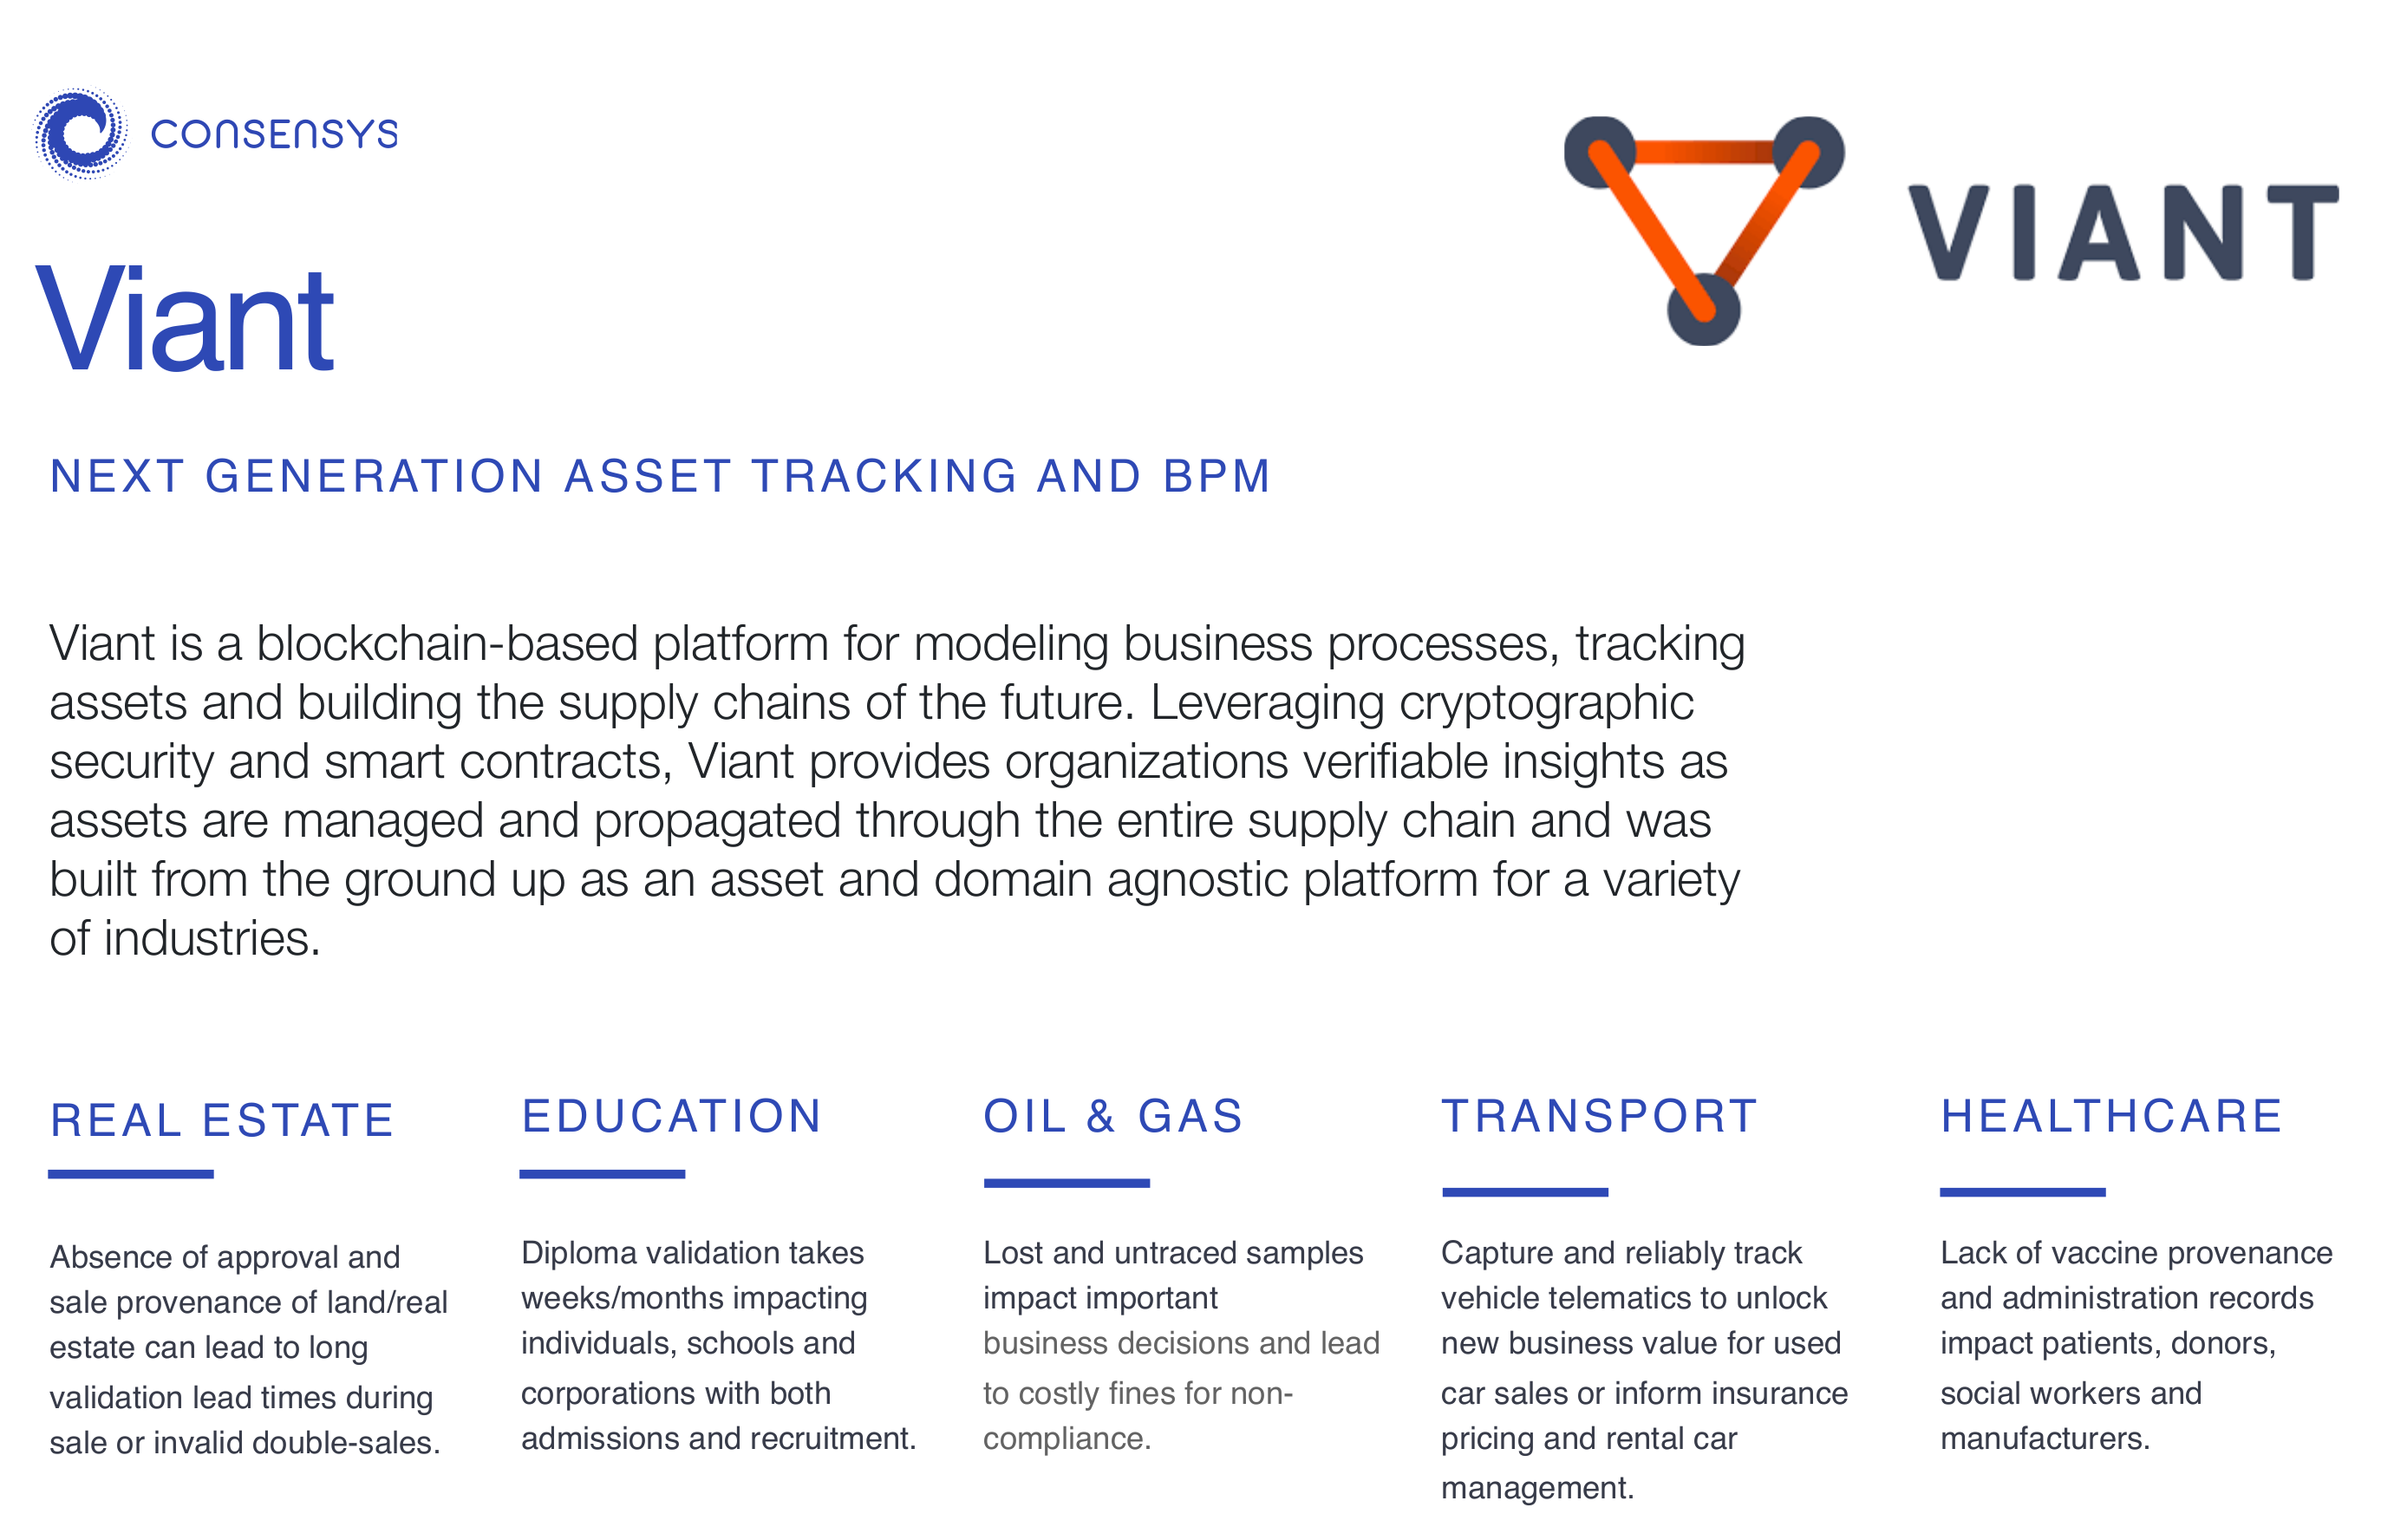 CONSENSYS
VIANT
Viant
NEXT GENERATION ASSET TRACKING AND BPM
Viant is a blockchain-based platform for modeling business processes, tracking
assets and building the supply chains of the future. Leveraging cryptographic
security and smart contracts, Viant provides organizations verifiable insights as
assets are managed and propagated through the entire supply chain and was
built from the ground up as an asset and domain agnostic platform for a variety
of industries.
REAL ESTATE
Absence of approval and
sale provenance of land/real
estate can lead to long
validation lead times during
sale or invalid double-sales.
EDUCATION
Diploma validation takes
weeks/months impacting
individuals, schools and
corporations with both
admissions and recruitment.
OIL & GAS
Lost and untraced samples
impact important
business decisions and lead
to costly fines for non-
compliance.
TRANSPORT
Capture and reliably track
vehicle telematics to unlock
new business value for used
car sales or inform insurance
pricing and rental car
management.
HEALTHCARE
Lack of vaccine provenance
and administration records
impact patients, donors,
social workers and
manufacturers.